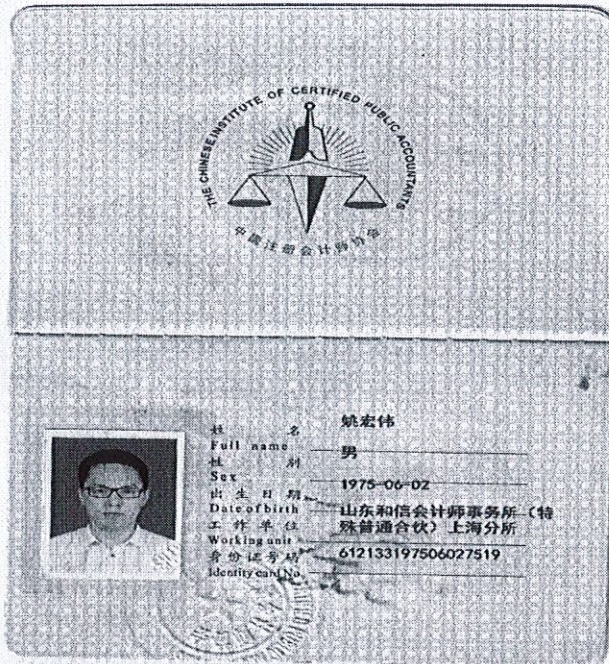 THE CHINESE INSTITUTE OF CERTIFIED PUBLIC ACCOUNTANTS
中国注册会计师协会
姓 名 姚宏伟
Full name
性 别 男
Sex
出生日期 1975-06-02
Date of birth
工作单位 山东和信会计师事务所（特
Working unit 殊普通合伙）上海分所
身份证号码 612133197506027519
Identity card No.